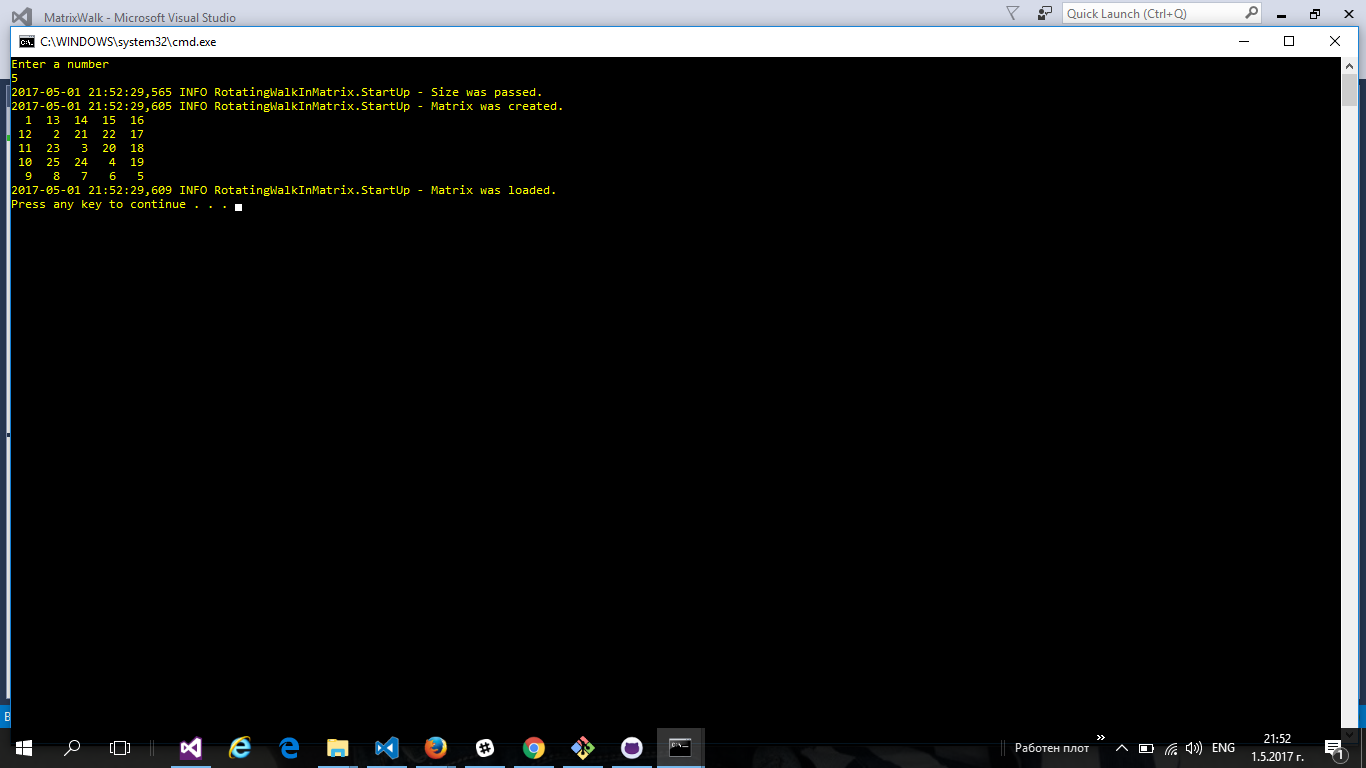 MatrixWalk - Microsoft Visual Studio
Quick Launch (Ctrl+Q)
C:\WINDOWS\system32\cmd.exe
Enter a number
5
2017-05-01 21:52:29,565 INFO RotatingWalkInMatrix.StartUp - Size was passed.
2017-05-01 21:52:29,605 INFO RotatingWalkInMatrix.StartUp - Matrix was created.
1 13 14 15 16
12 2 21 22 17
11 23 3 20 18
10 25 24 4 19
9 8 7 6 5
2017-05-01 21:52:29,609 INFO RotatingWalkInMatrix.StartUp - Matrix was loaded.
Press any key to continue . . .
Работен плот
ENG
21:52
1.5.2017 г.
1